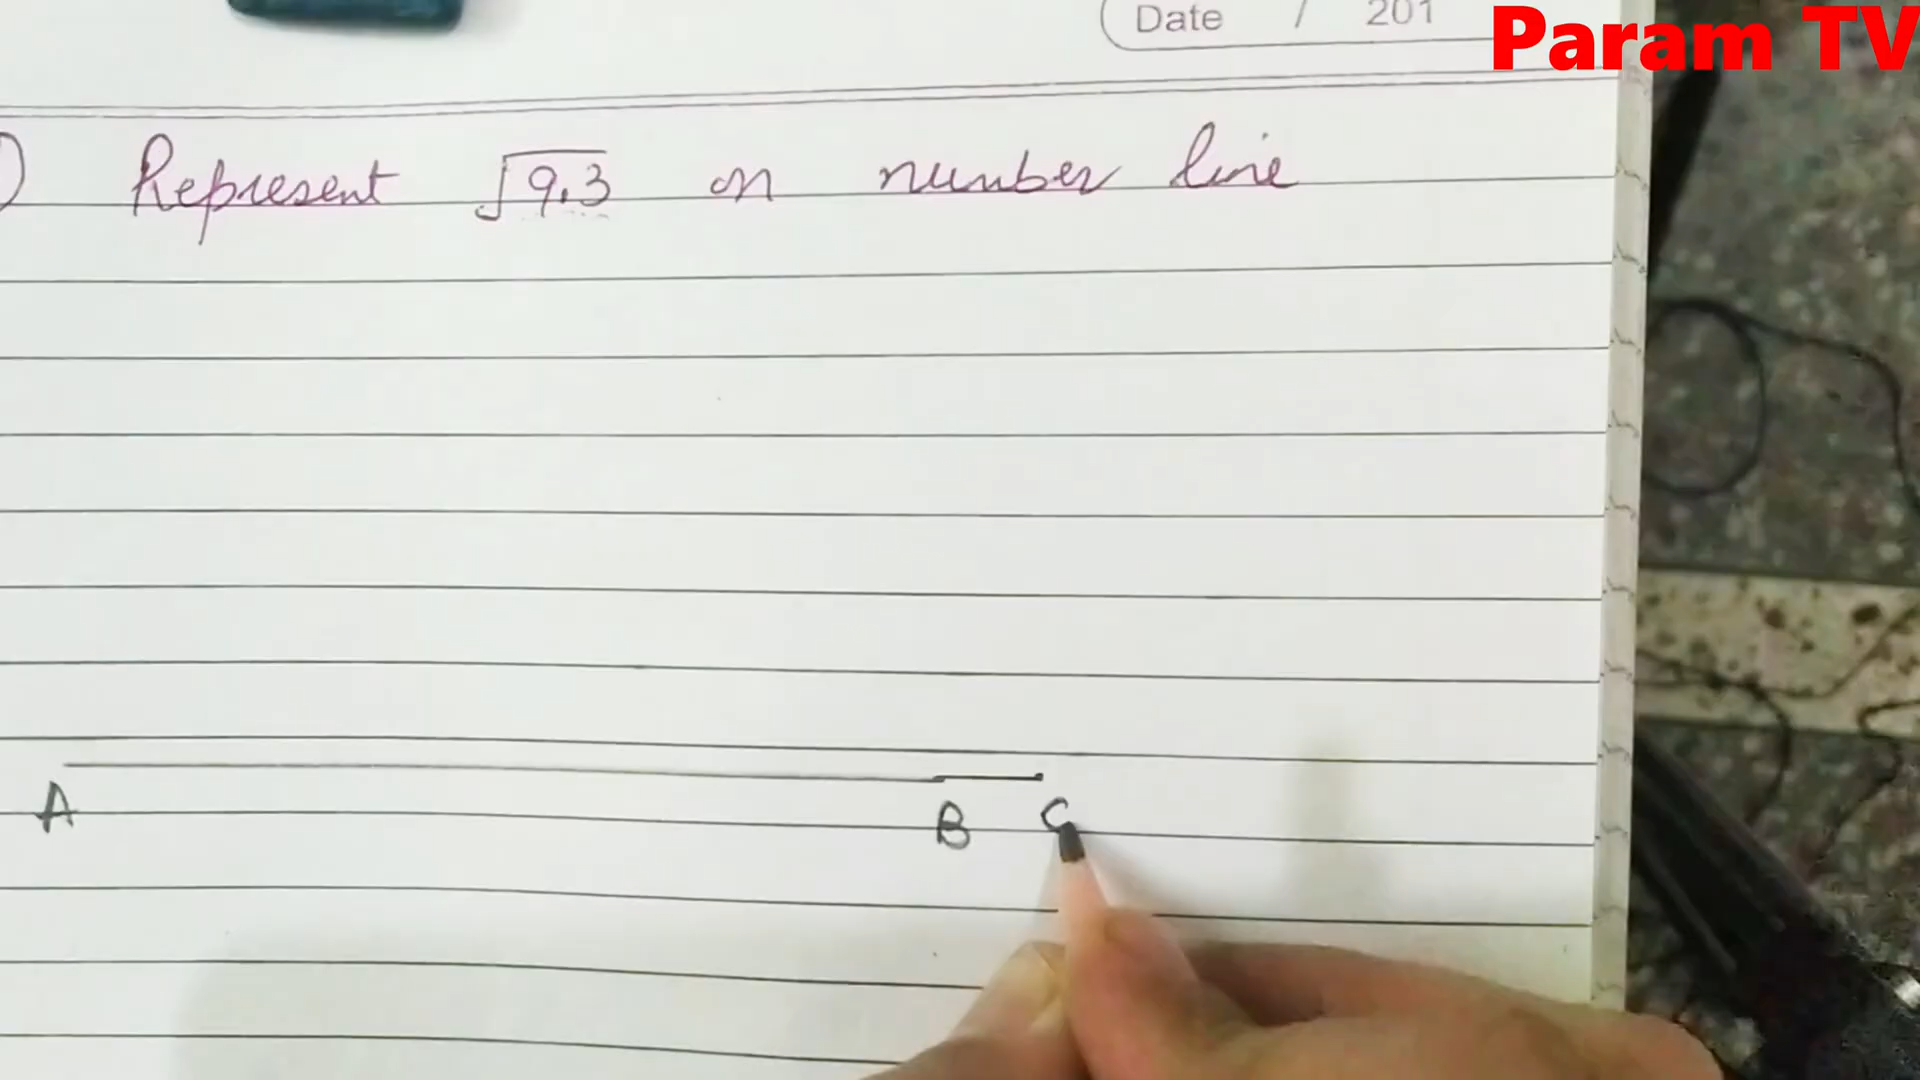 Date / 201
Param TV
) Represent √9.3 on number line
A B C